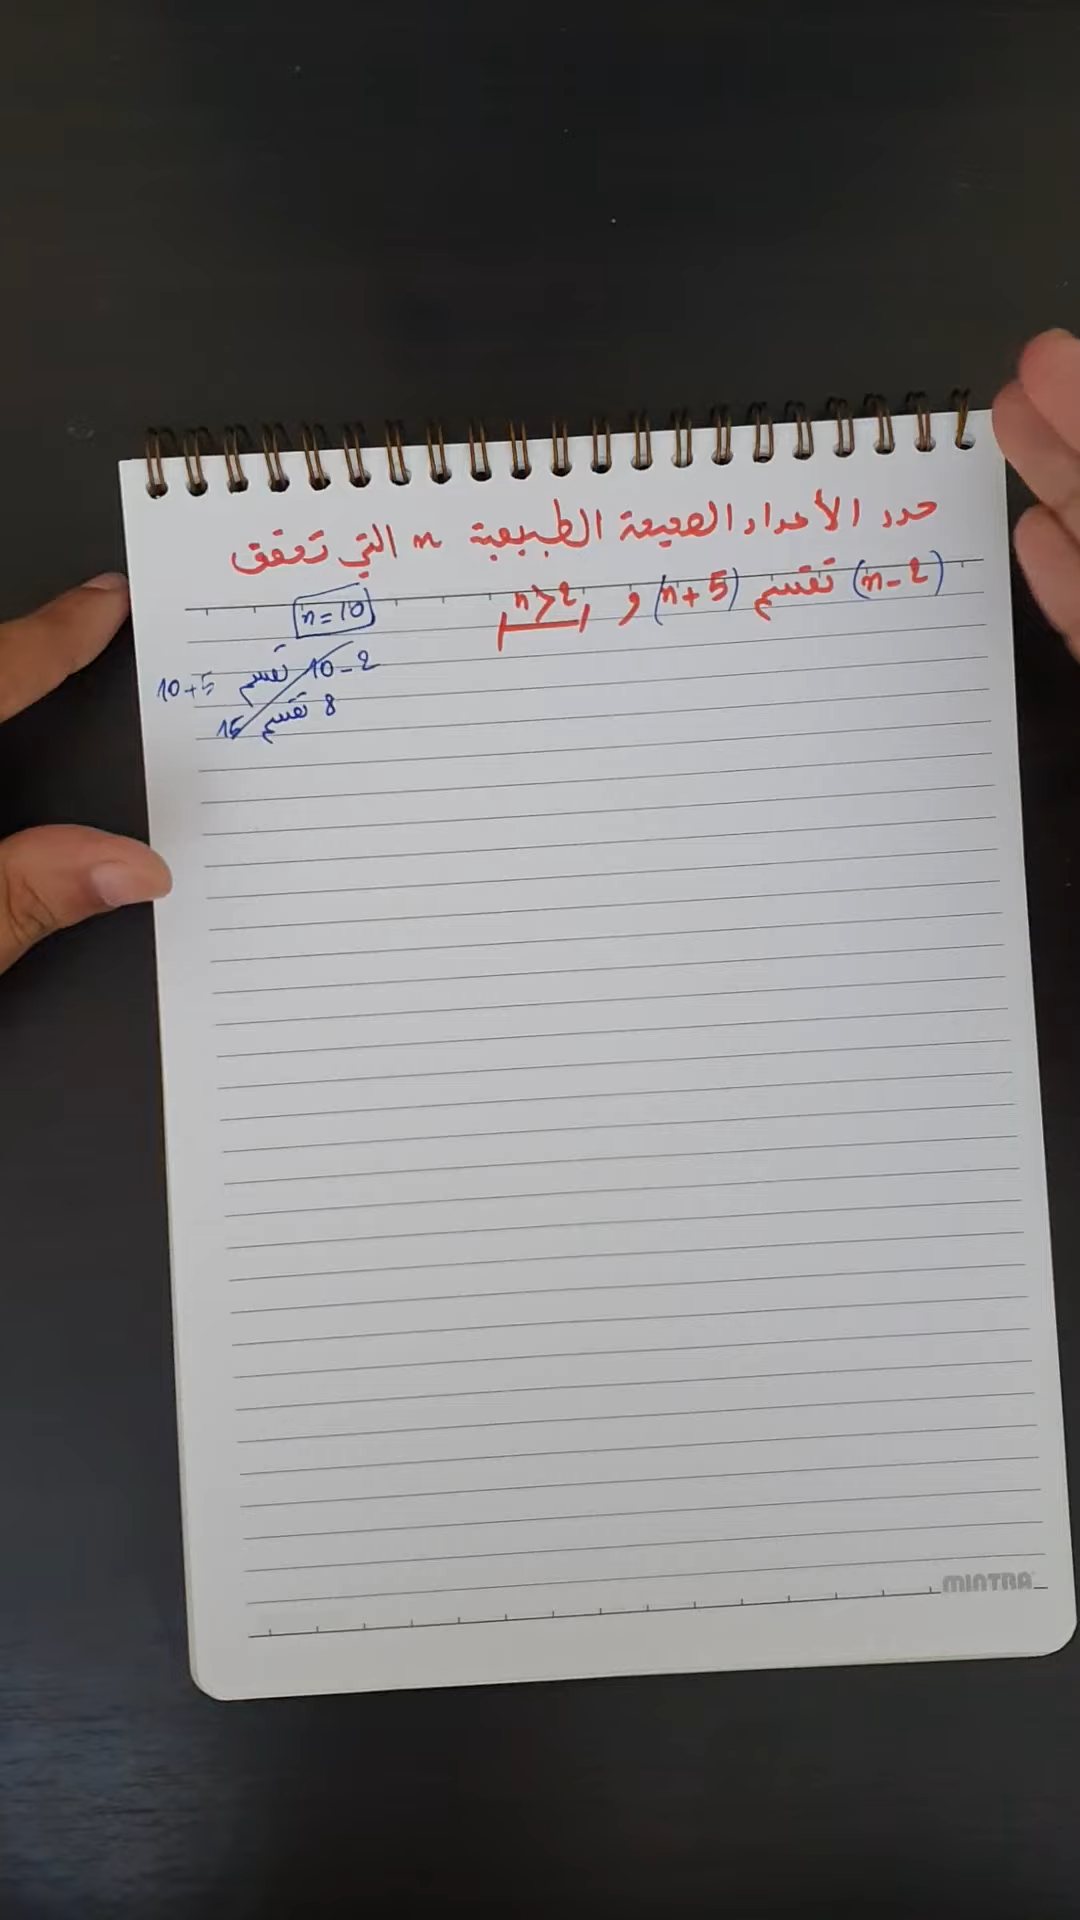 حدد الأعداد الصحيحة الطبيعية n التي تحقق
(n-2) تقسم (n+5) و n>2
n=10
10-2 تقسم 10+5
8 تقسم 15
MINTRA